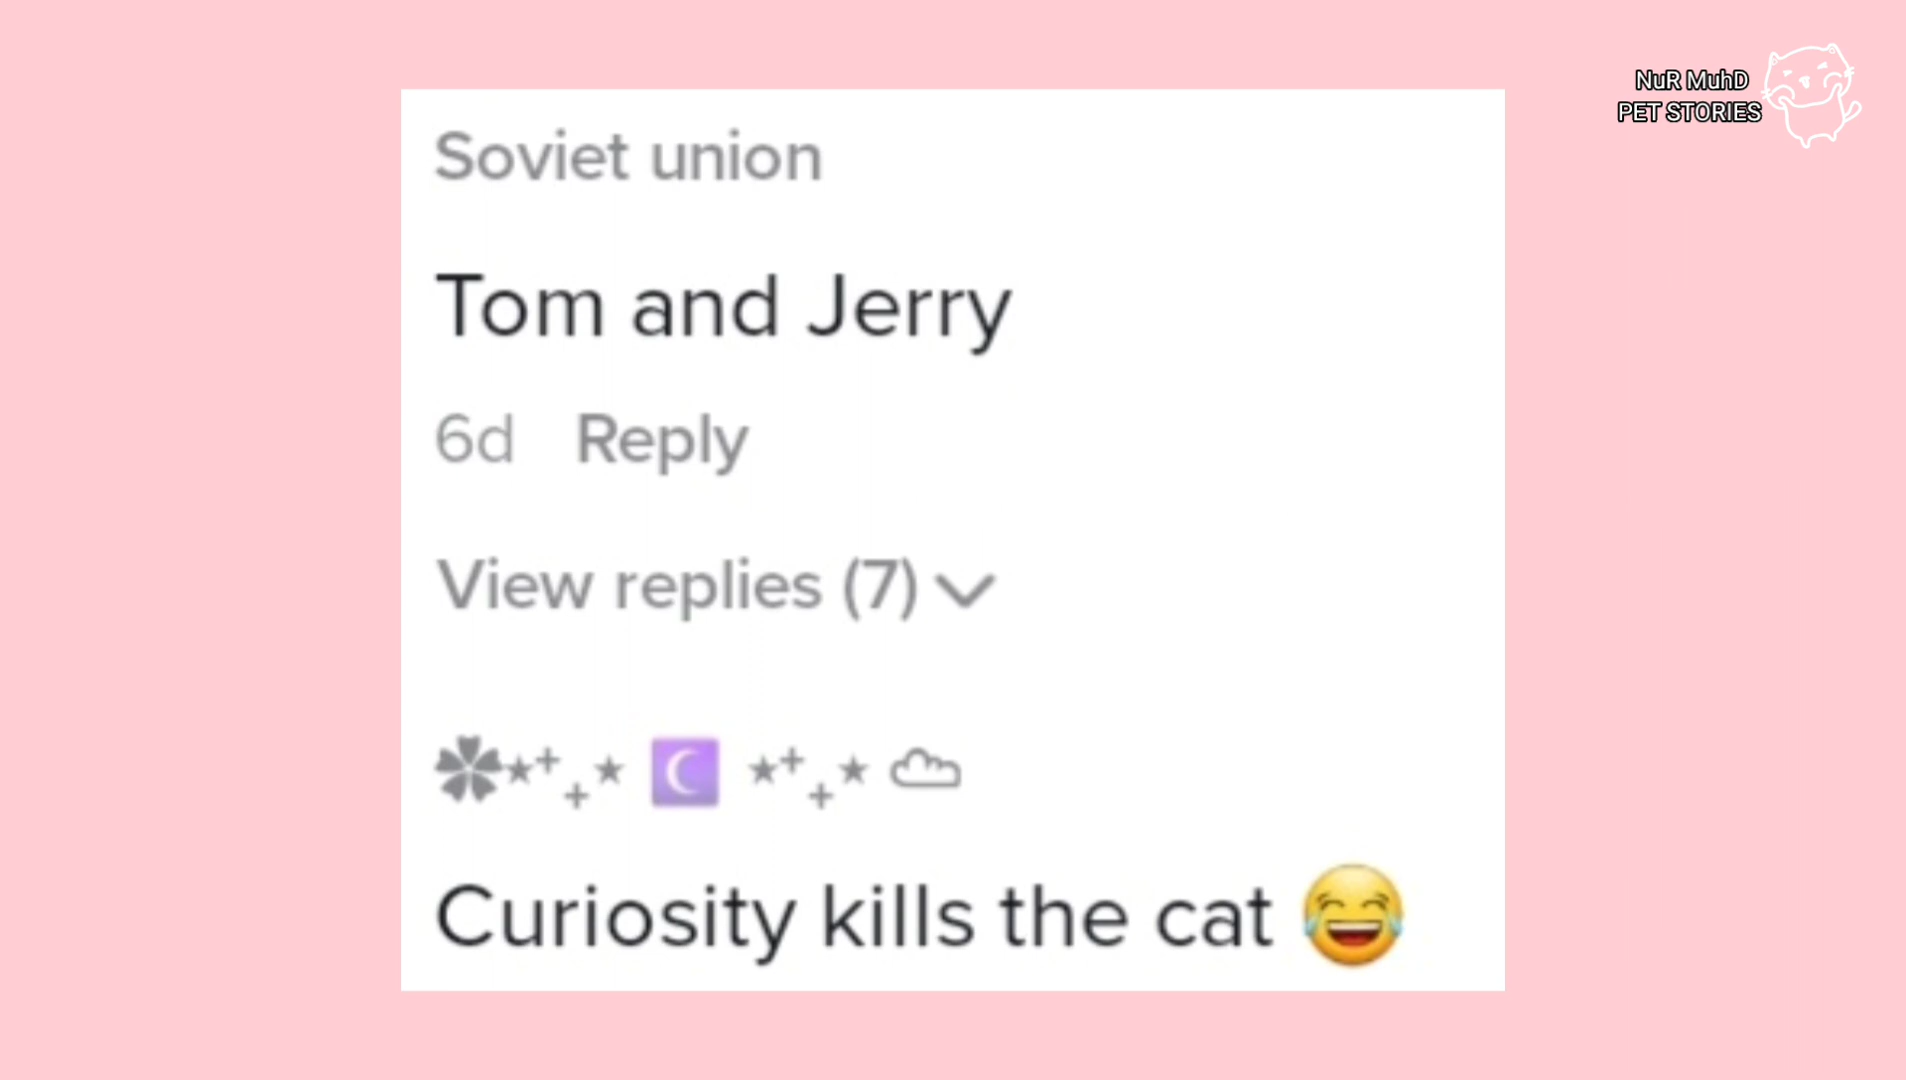 NuR MuhD
PET STORIES
Soviet union
Tom and Jerry
6d Reply
View replies (7)
✽⋆⁺₊⋆ ☪ ⋆⁺₊⋆ ☁
Curiosity kills the cat 😂